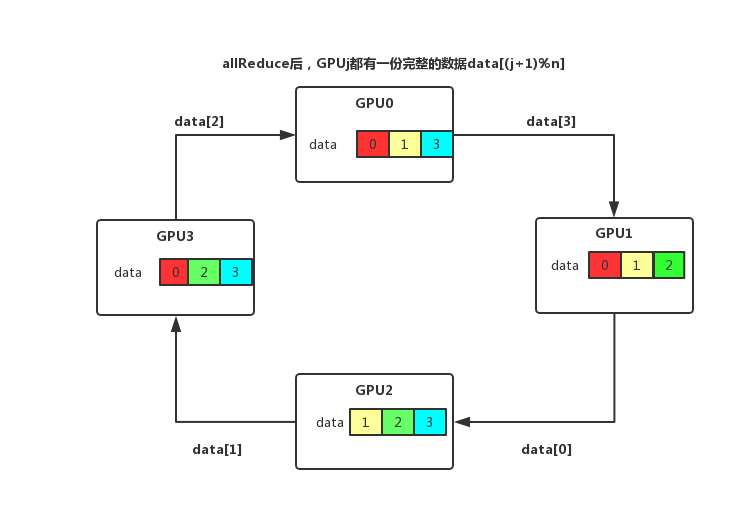 allReduce后，GPUj都有一份完整的数据data[(j+1)%n]
GPU0
data[2]
data[3]
data 0 1 3
GPU3
GPU1
data 0 2 3
data 0 1 2
GPU2
data 1 2 3
data[1]
data[0]